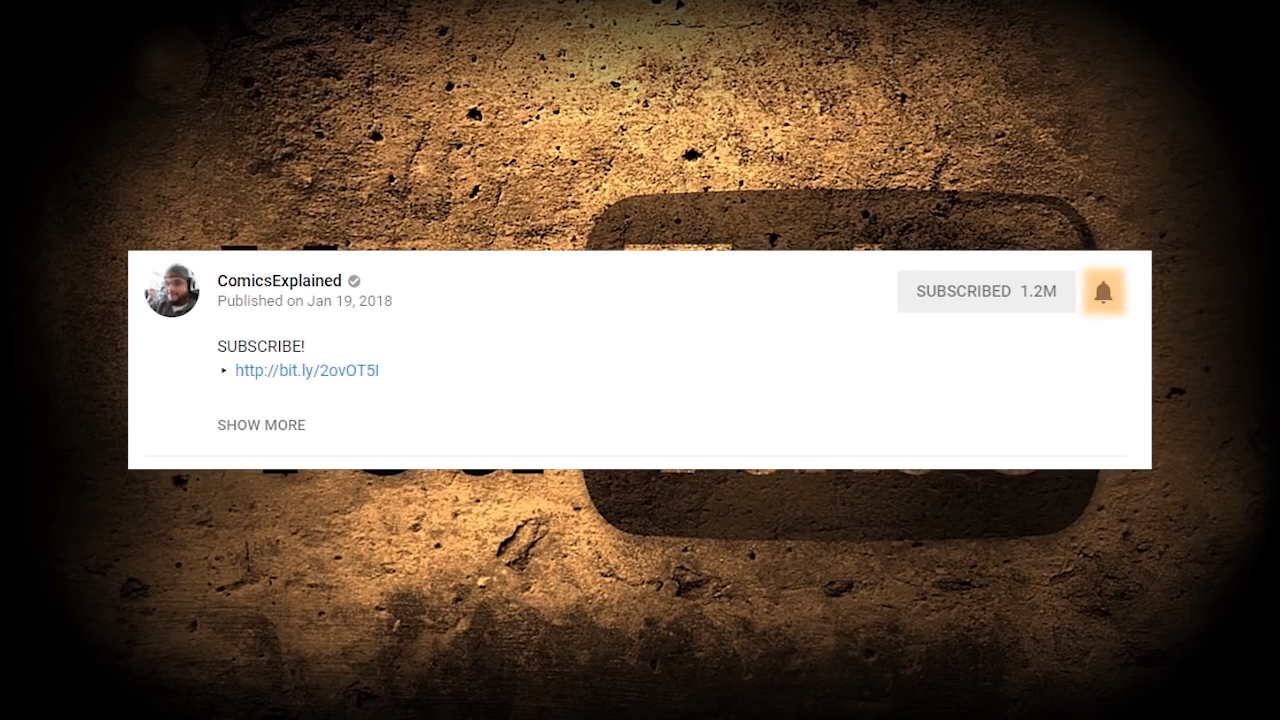 ComicsExplained
Published on Jan 19, 2018
SUBSCRIBED 1.2M
SUBSCRIBE!
‣ http://bit.ly/2ovOT5I
SHOW MORE